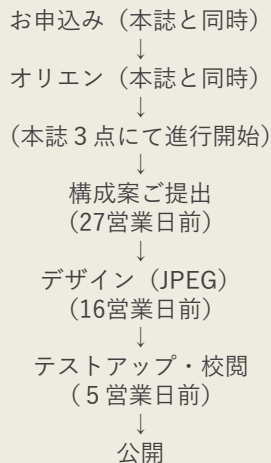 お申込み（本誌と同時）
↓
オリエン（本誌と同時）
↓
(本誌３点にて進行開始)
↓
構成案ご提出
(27営業日前)
↓
デザイン（JPEG）
(16営業日前)
↓
テストアップ・校閲
(５営業日前)
↓
公開